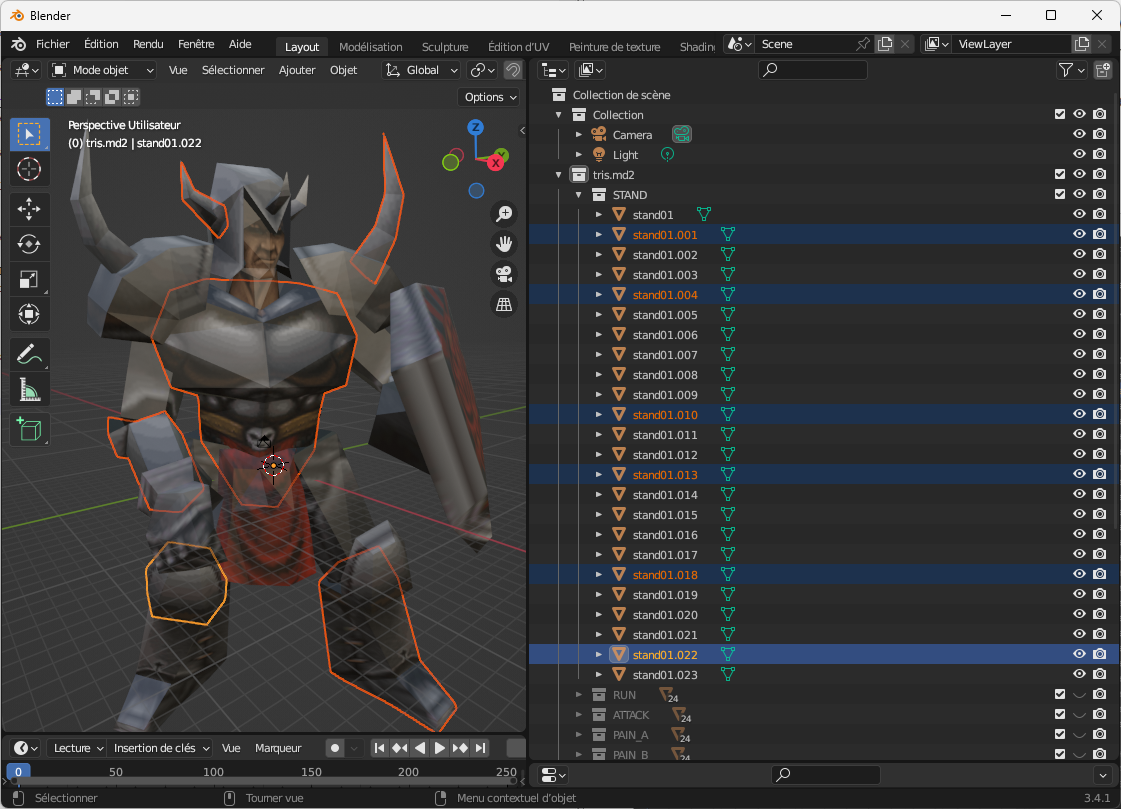 Blender
Fichier Édition Rendu Fenêtre Aide Layout Modélisation Sculpture Édition d'UV Peinture de texture Shading Scene ViewLayer
Mode objet Vue Sélectionner Ajouter Objet Global
Options
Perspective Utilisateur
(0) tris.md2 | stand01.022
Z
Y
X
Collection de scène
Collection
Camera
Light
tris.md2
STAND
stand01
stand01.001
stand01.002
stand01.003
stand01.004
stand01.005
stand01.006
stand01.007
stand01.008
stand01.009
stand01.010
stand01.011
stand01.012
stand01.013
stand01.014
stand01.015
stand01.016
stand01.017
stand01.018
stand01.019
stand01.020
stand01.021
stand01.022
stand01.023
RUN 24
ATTACK 24
PAIN_A 24
PAIN_B 24
Lecture Insertion de clés Vue Marqueur
0 50 100 150 200 250
Sélectionner Tourner vue Menu contextuel d'objet 3.4.1